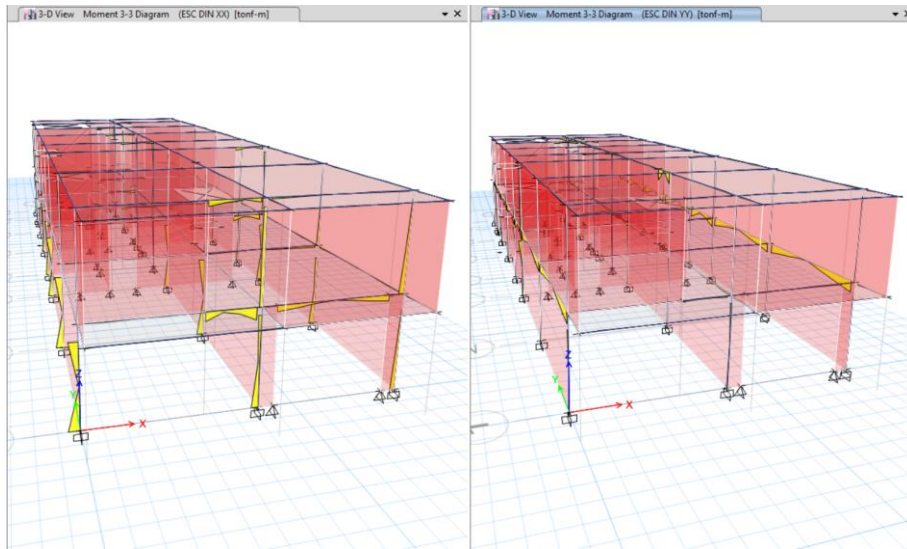 3-D View Moment 3-3 Diagram (ESC DIN XX) [tonf-m]
3-D View Moment 3-3 Diagram (ESC DIN YY) [tonf-m]
Z
Y
X
Z
Y
X